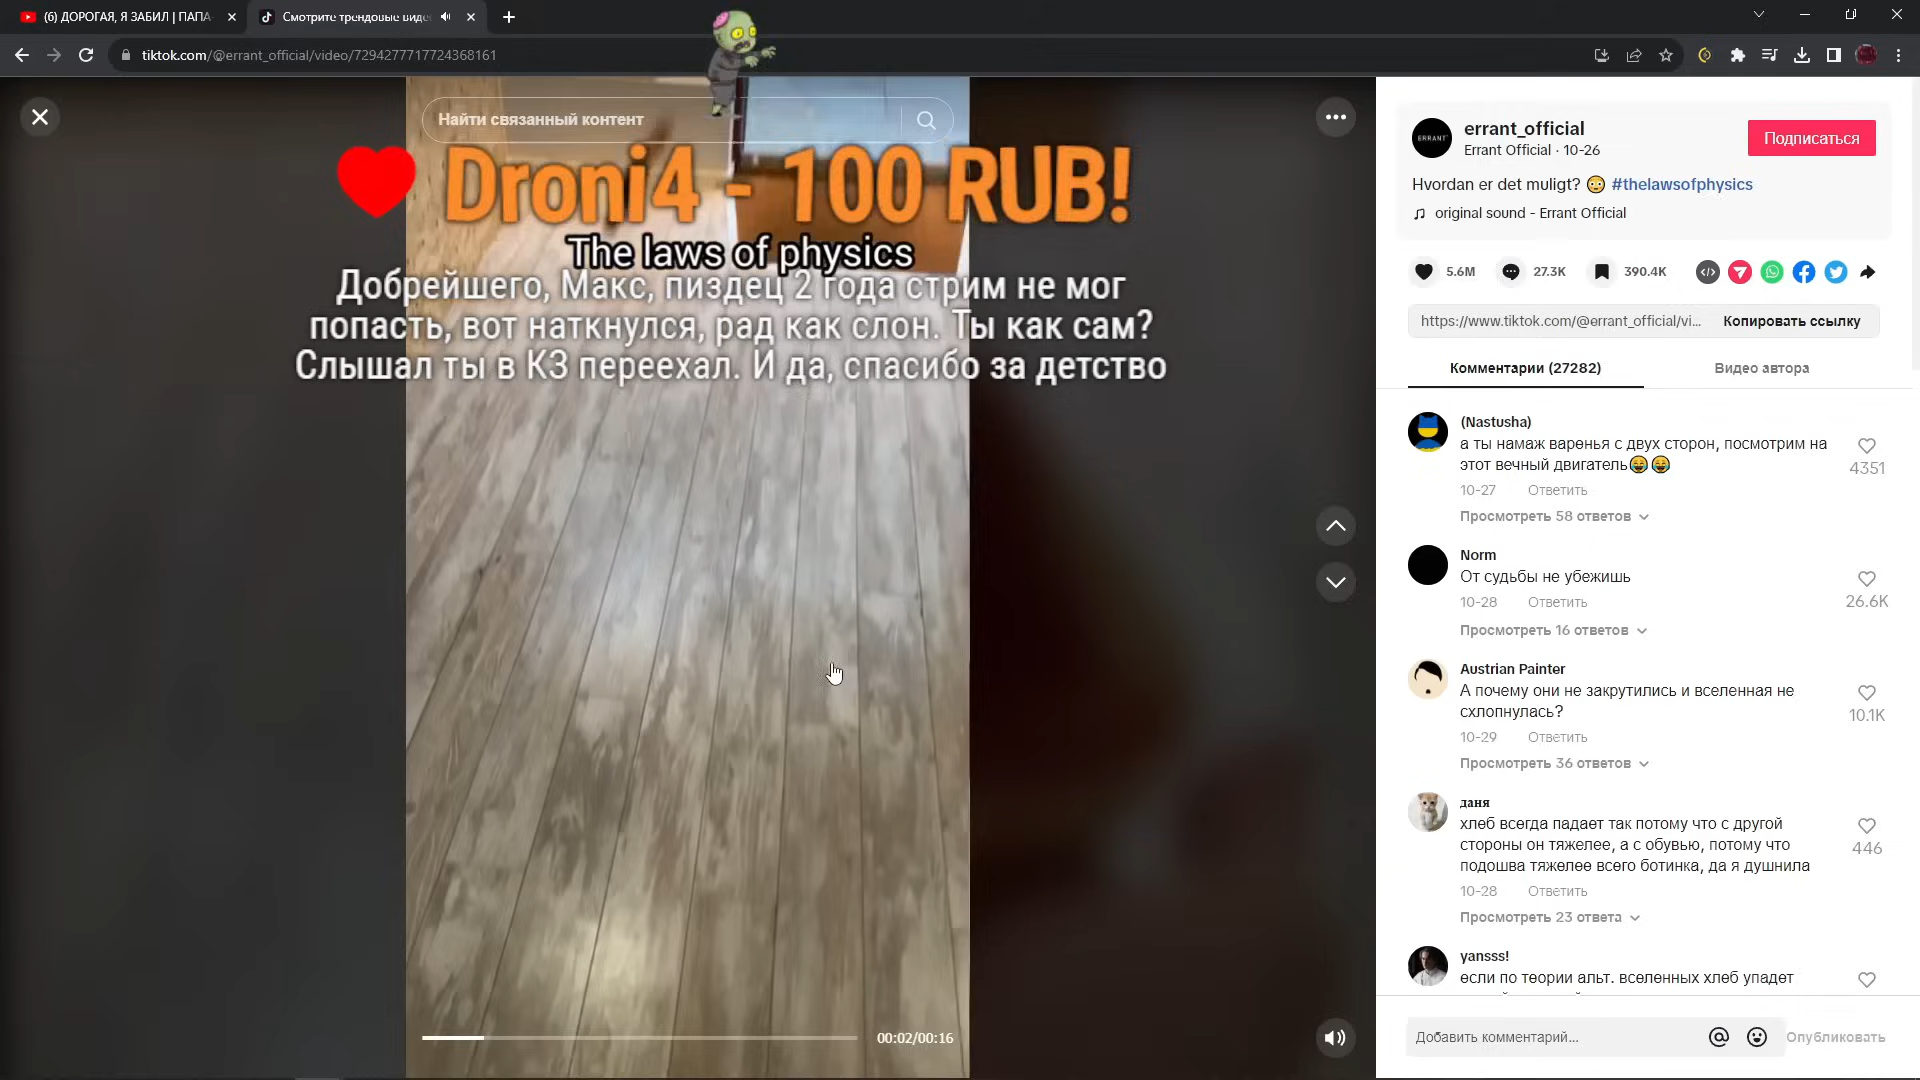 (6) ДОРОГАЯ, Я ЗАБИЛ | ПАПА
Смотрите трендовые виде
tiktok.com/@errant_official/video/7294277717724368161
Найти связанный контент
Droni4 - 100 RUB!
The laws of physics
Добрейшего, Макс, пиздец 2 года стрим не мог
попасть, вот наткнулся, рад как слон. Ты как сам?
Слышал ты в КЗ переехал. И да, спасибо за детство
00:02/00:16
ERRANT
errant_official
Errant Official · 10-26
Подписаться
Hvordan er det muligt? 😳 #thelawsofphysics
original sound - Errant Official
5.6M
27.3K
390.4K
https://www.tiktok.com/@errant_official/vi...
Копировать ссылку
Комментарии (27282)
Видео автора
(Nastusha)
а ты намаж варенья с двух сторон, посмотрим на
этот вечный двигатель😂😂
4351
10-27 Ответить
Просмотреть 58 ответов
Norm
От судьбы не убежишь
26.6K
10-28 Ответить
Просмотреть 16 ответов
Austrian Painter
А почему они не закрутились и вселенная не
схлопнулась?
10.1K
10-29 Ответить
Просмотреть 36 ответов
даня
хлеб всегда падает так потому что с другой
стороны он тяжелее, а с обувью, потому что
подошва тяжелее всего ботинка, да я душнила
446
10-28 Ответить
Просмотреть 23 ответа
yansss!
если по теории альт. вселенных хлеб упадет
Добавить комментарий...
Опубликовать